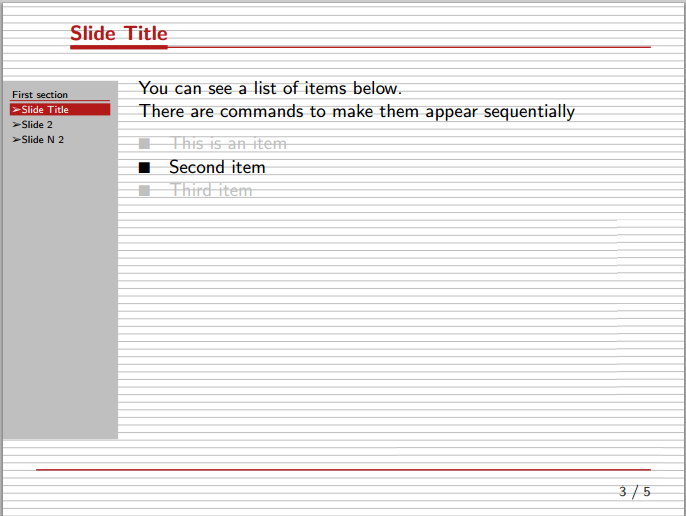 Slide Title
First section
➢Slide Title
➢Slide 2
➢Slide N 2
You can see a list of items below.
There are commands to make them appear sequentially
■ This is an item
■ Second item
■ Third item
3 / 5